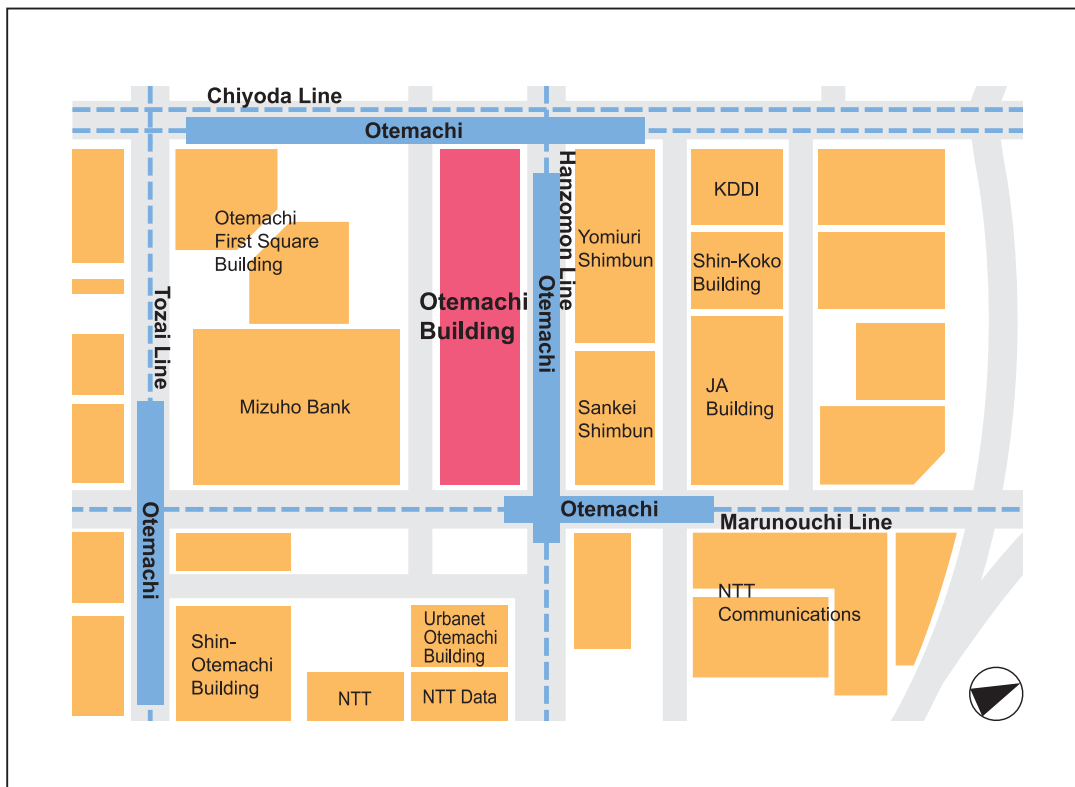 Chiyoda Line
Otemachi
Otemachi
First Square
Building
Tozai Line
Mizuho Bank
Otemachi
Building
Hanzomon Line
Otemachi
Yomiuri
Shimbun
Sankei
Shimbun
KDDI
Shin-Koko
Building
JA
Building
Otemachi
Otemachi
Marunouchi Line
Shin-
Otemachi
Building
NTT
Urbanet
Otemachi
Building
NTT Data
NTT
Communications